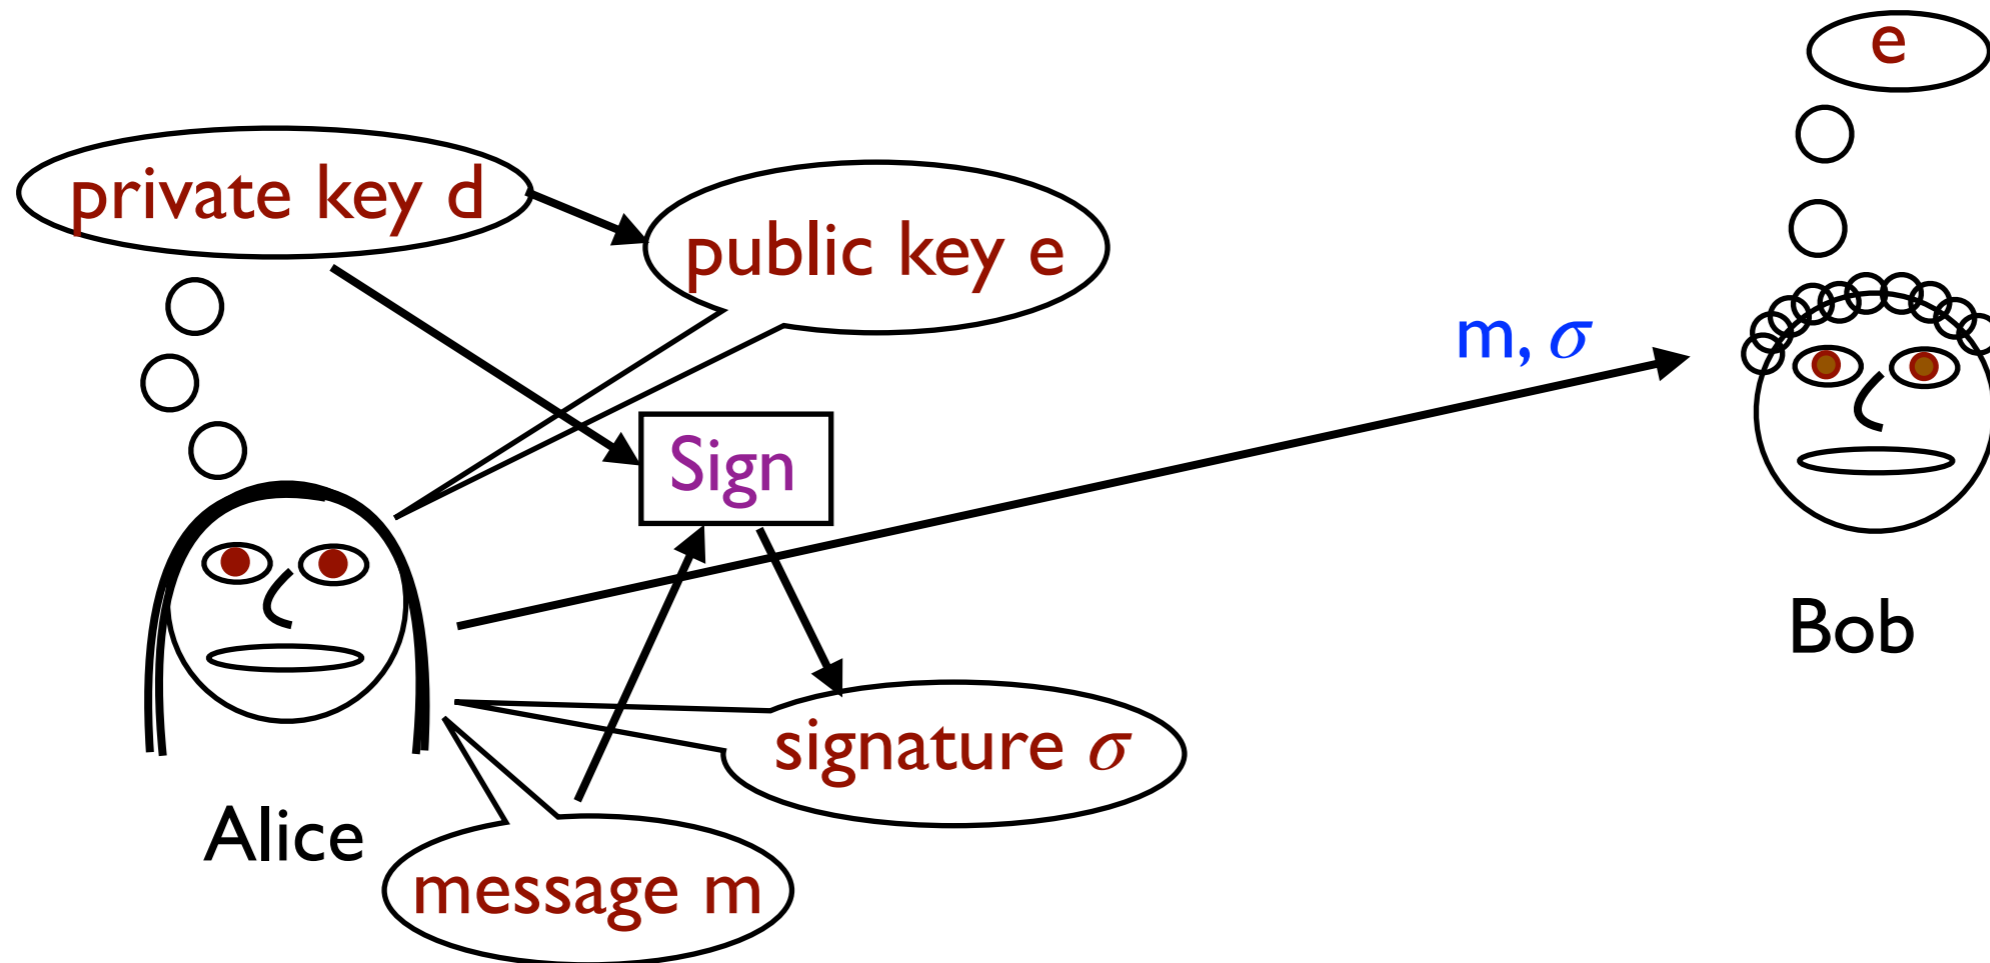 e
private key d
public key e
m, σ
Sign
Bob
signature σ
Alice
message m